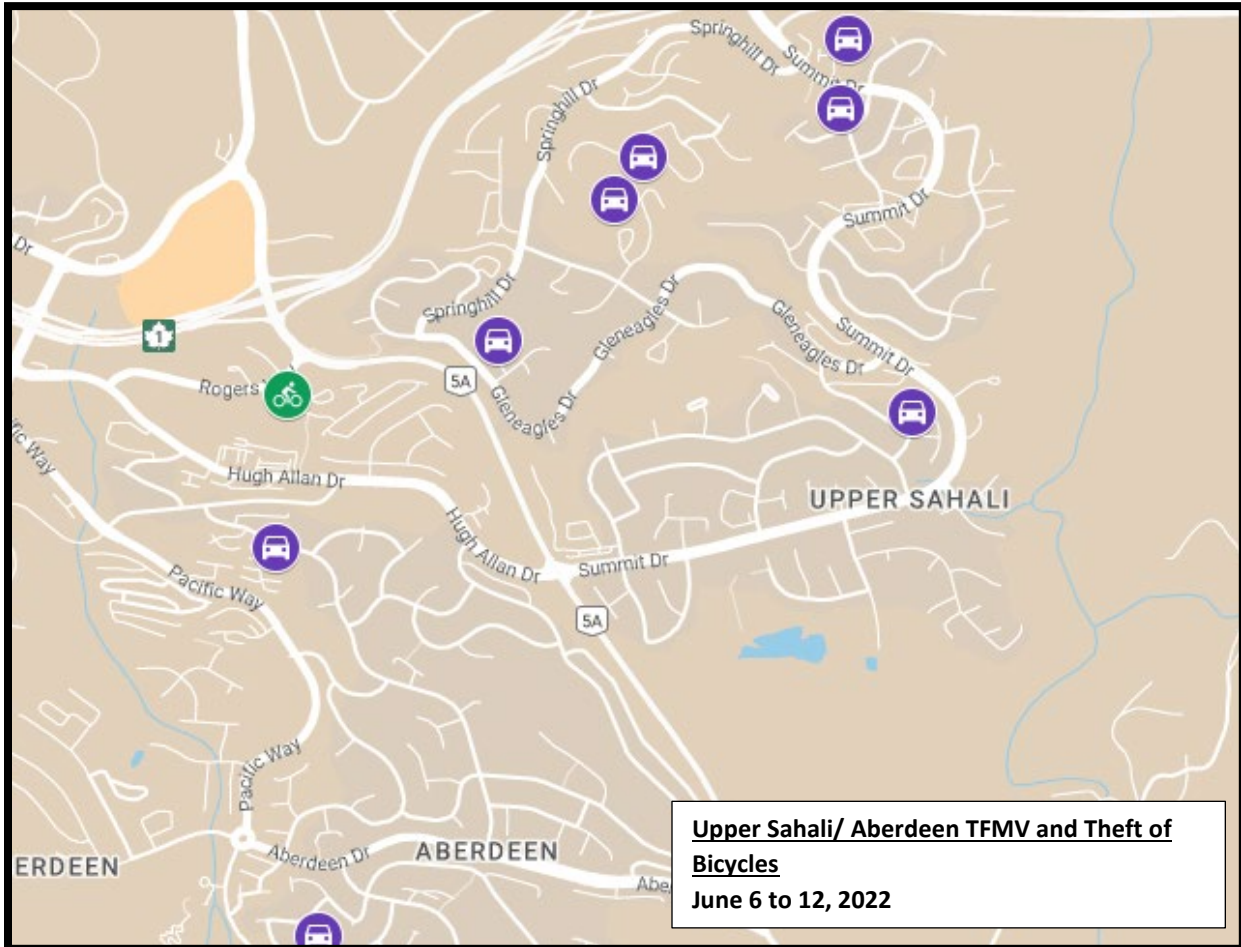 Springhill Dr
Summit Dr
Springhill Dr
Summit Dr
Dr
Springhill Dr
Gleneagles Dr
Gleneagles Dr
Summit Dr
1
5A
Rogers
Gleneagles Dr
Way
Hugh Allan Dr
UPPER SAHALI
Hugh Allan Dr
Summit Dr
Pacific Way
5A
Pacific Way
Aberdeen Dr
ABERDEEN
ERDEEN
Abe
Upper Sahali/ Aberdeen TFMV and Theft of
Bicycles
June 6 to 12, 2022